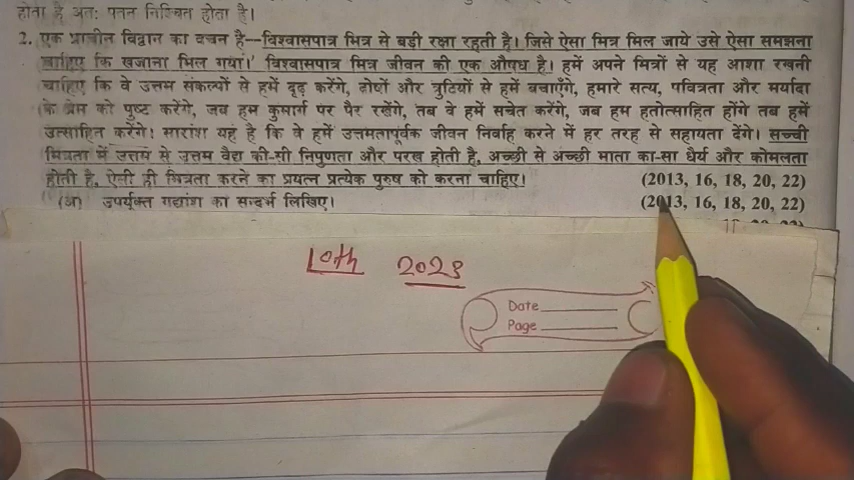 होता है अतः पतन निश्चित होता है।
2. एक प्राचीन विद्वान का वचन है—विश्वासपात्र मित्र से बड़ी रक्षा रहती है। जिसे ऐसा मित्र मिल जाये उसे ऐसा समझना
चाहिए कि खजाना मिल गया।' विश्वासपात्र मित्र जीवन की एक औषध है। हमें अपने मित्रों से यह आशा रखनी
चाहिए कि वे उत्तम संकल्पों से हमें दृढ़ करेंगे, दोषों और त्रुटियों से हमें बचाएँगे, हमारे सत्य, पवित्रता और मर्यादा
के प्रेम को पुष्ट करेंगे, जब हम कुमार्ग पर पैर रखेंगे, तब वे हमें सचेत करेंगे, जब हम हतोत्साहित होंगे तब हमें
उत्साहित करेंगे। सारांश यह है कि वे हमें उत्तमतापूर्वक जीवन निर्वाह करने में हर तरह से सहायता देंगे। सच्ची
मित्रता में उत्तम से उत्तम वैद्य की-सी निपुणता और परख होती है, अच्छी से अच्छी माता का-सा धैर्य और कोमलता
होती है, ऐसी ही मित्रता करने का प्रयत्न प्रत्येक पुरुष को करना चाहिए। (2013, 16, 18, 20, 22)
(अ) उपर्युक्त गद्यांश का सन्दर्भ लिखिए। (2013, 16, 18, 20, 22)
10th 2023
Date
Page